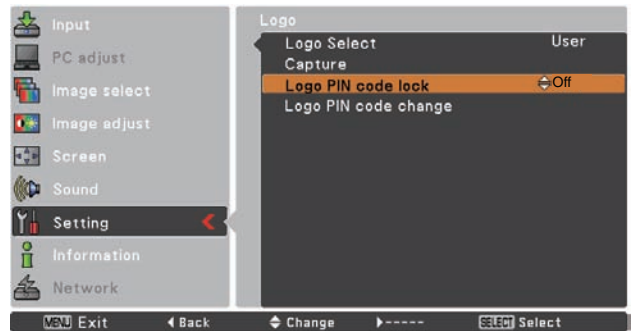 Input
PC adjust
Image select
Image adjust
Screen
Sound
Setting
Information
Network
Logo
Logo Select User
Capture
Logo PIN code lock Off
Logo PIN code change
MENU Exit Back Change ----- SELECT Select